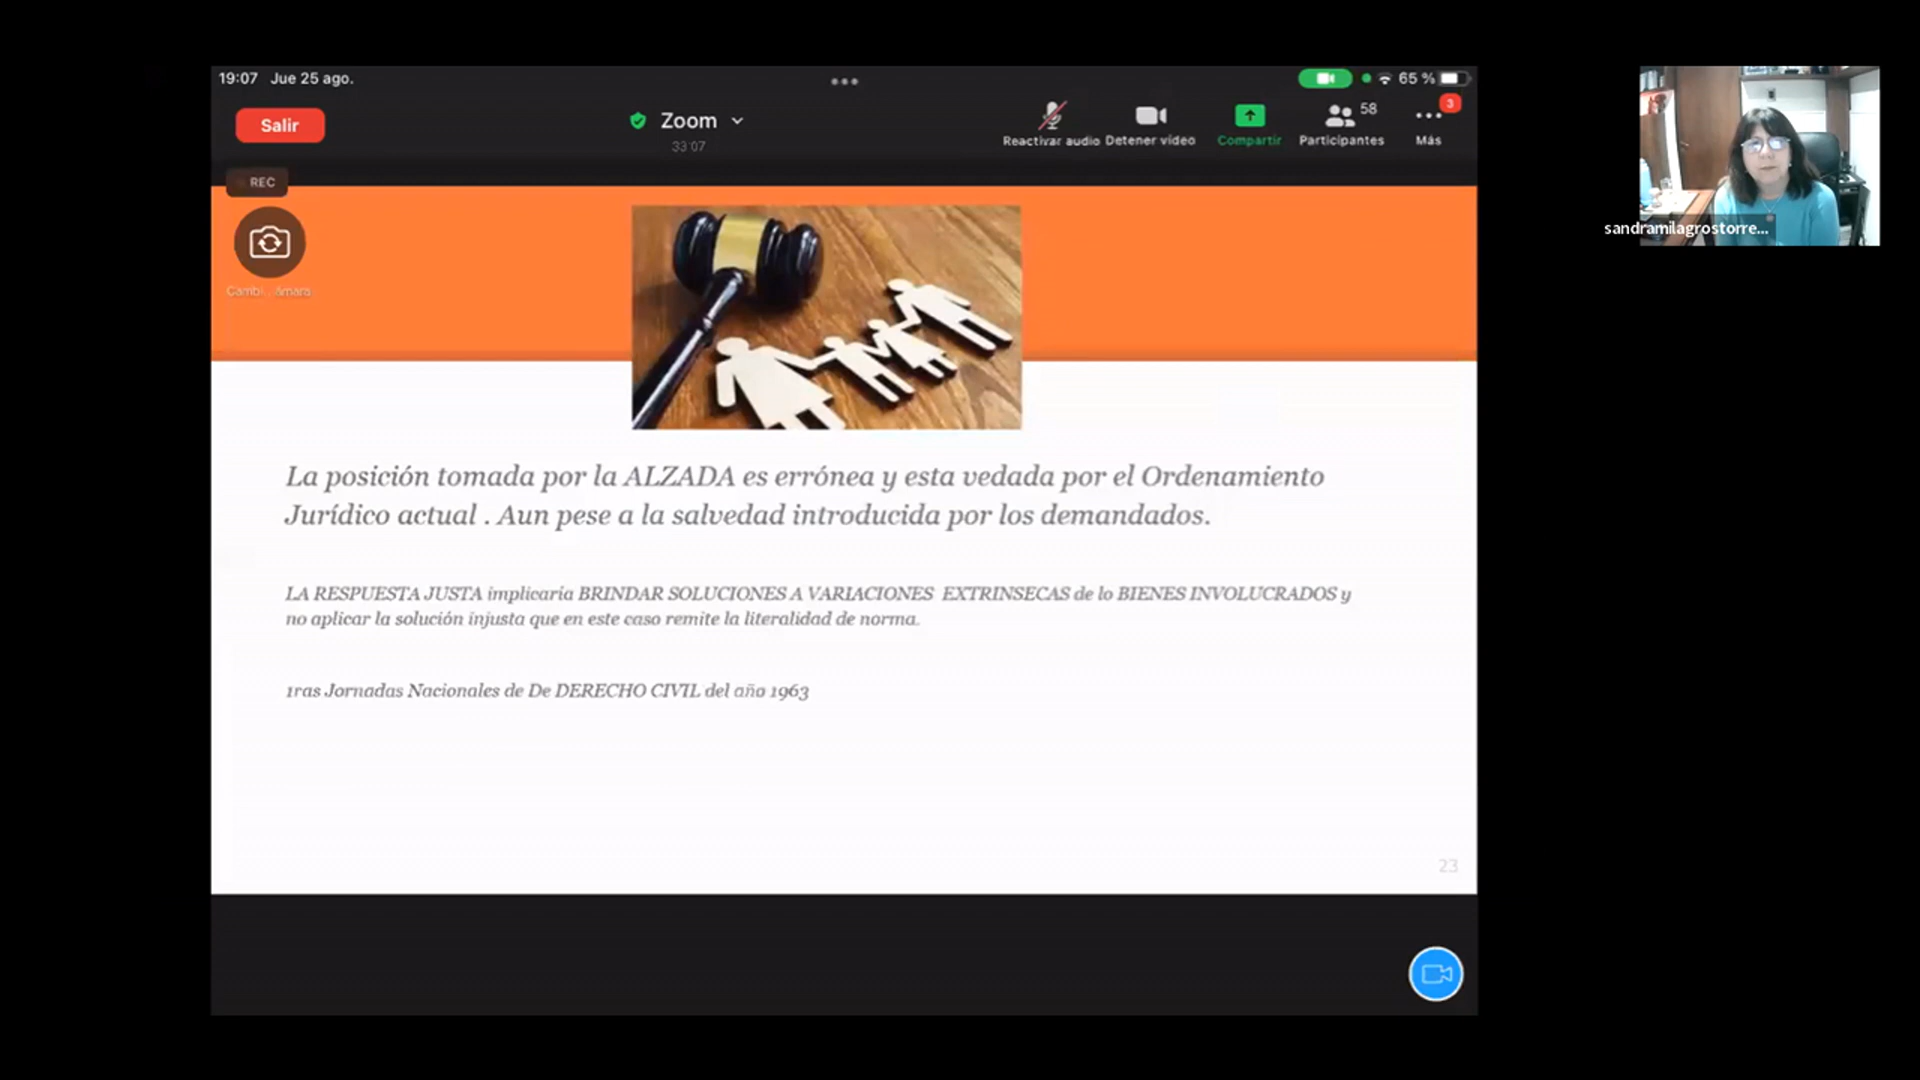 19:07 Jue 25 ago.
65 %
Salir
Zoom
33:07
Reactivar audio
Detener vídeo
Compartir
58
Participantes
3
Más
REC
sandramilagrostorre...
La posición tomada por la ALZADA es errónea y esta vedada por el Ordenamiento
Jurídico actual . Aun pese a la salvedad introducida por los demandados.
LA RESPUESTA JUSTA implicaría BRINDAR SOLUCIONES A VARIACIONES EXTRINSECAS de lo BIENES INVOLUCRADOS y
no aplicar la solución injusta que en este caso remite la literalidad de norma.
1ras Jornadas Nacionales de De DERECHO CIVIL del año 1963
23